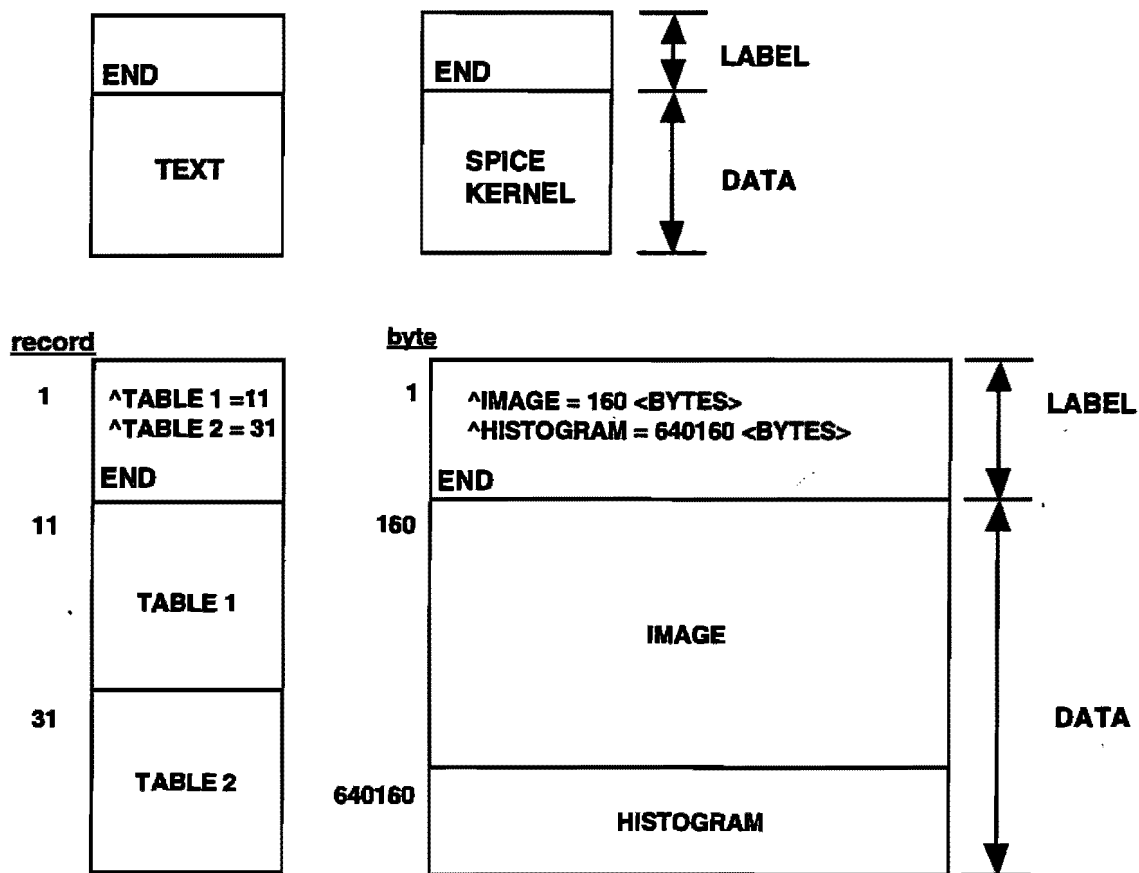 END
TEXT
END
SPICE
KERNEL
LABEL
DATA
record
1
^TABLE 1 =11
^TABLE 2 = 31
END
11
TABLE 1
31
TABLE 2
byte
1
^IMAGE = 160 <BYTES>
^HISTOGRAM = 640160 <BYTES>
END
160
IMAGE
640160
HISTOGRAM
LABEL
DATA